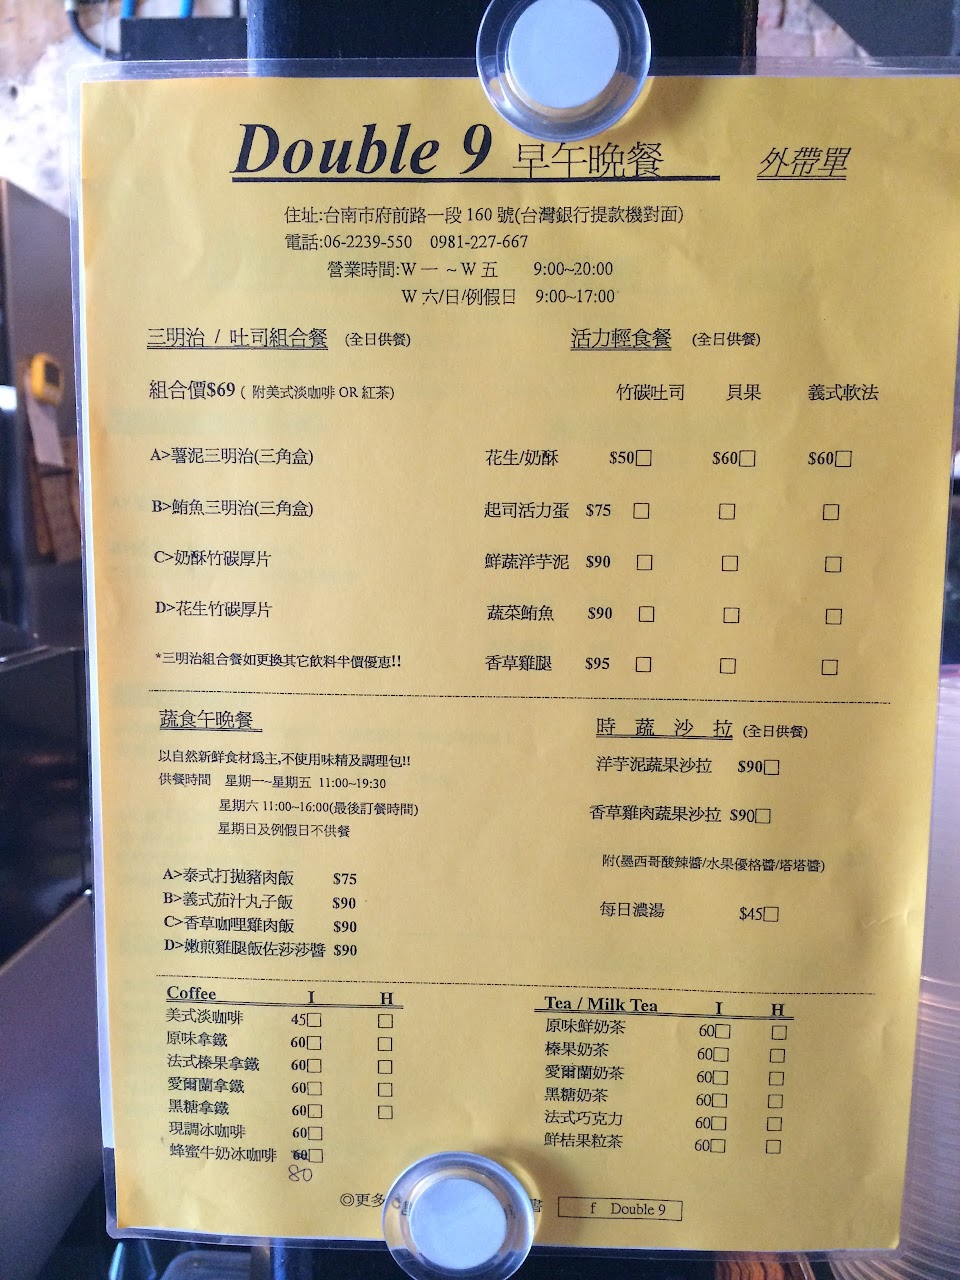 Double 9 早午晚餐 外帶單
住址:台南市府前路一段 160 號(台灣銀行提款機對面)
電話:06-2239-550 0981-227-667
營業時間:W 一 ~ W 五 9:00~20:00
W 六/日/例假日 9:00~17:00
三明治 / 吐司組合餐 (全日供餐)
組合價$69 ( 附美式淡咖啡 OR 紅茶)
A>薯泥三明治(三角盒)
B>鮪魚三明治(三角盒)
C>奶酥竹碳厚片
D>花生竹碳厚片
*三明治組合餐如更換其它飲料半價優惠!!
活力輕食餐 (全日供餐)
竹碳吐司 貝果 義式軟法
花生/奶酥 $50□ $60□ $60□
起司活力蛋 $75 □ □ □
鮮蔬洋芋泥 $90 □ □ □
蔬菜鮪魚 $90 □ □ □
香草雞腿 $95 □ □ □
蔬食午晚餐
以自然新鮮食材爲主,不使用味精及調理包!!
供餐時間 星期一~星期五 11:00~19:30
星期六 11:00~16:00(最後訂餐時間)
星期日及例假日不供餐
A>泰式打拋豬肉飯 $75
B>義式茄汁丸子飯 $90
C>香草咖哩雞肉飯 $90
D>嫩煎雞腿飯佐莎莎醬 $90
時 蔬 沙 拉 (全日供餐)
洋芋泥蔬果沙拉 $90□
香草雞肉蔬果沙拉 $90□
附(墨西哥酸辣醬/水果優格醬/塔塔醬)
每日濃湯 $45□
Coffee I H
美式淡咖啡 45□ □
原味拿鐵 60□ □
法式榛果拿鐵 60□ □
愛爾蘭拿鐵 60□ □
黑糖拿鐵 60□ □
現調冰咖啡 60□
蜂蜜牛奶冰咖啡 60□
80
Tea / Milk Tea I H
原味鮮奶茶 60□ □
榛果奶茶 60□ □
愛爾蘭奶茶 60□ □
黑糖奶茶 60□ □
法式巧克力 60□ □
鮮桔果粒茶 60□ □
◎更多 書 f Double 9